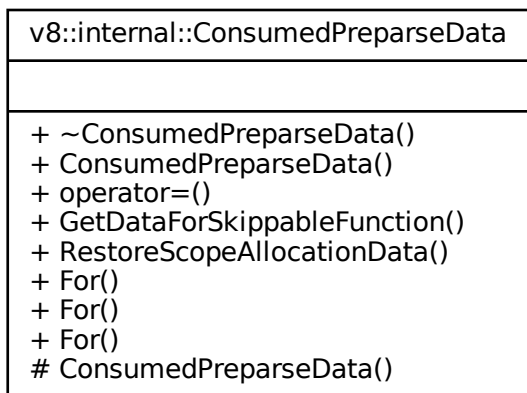 v8::internal::ConsumedPreparseData
+ ~ConsumedPreparseData()
+ ConsumedPreparseData()
+ operator=()
+ GetDataForSkippableFunction()
+ RestoreScopeAllocationData()
+ For()
+ For()
+ For()
# ConsumedPreparseData()